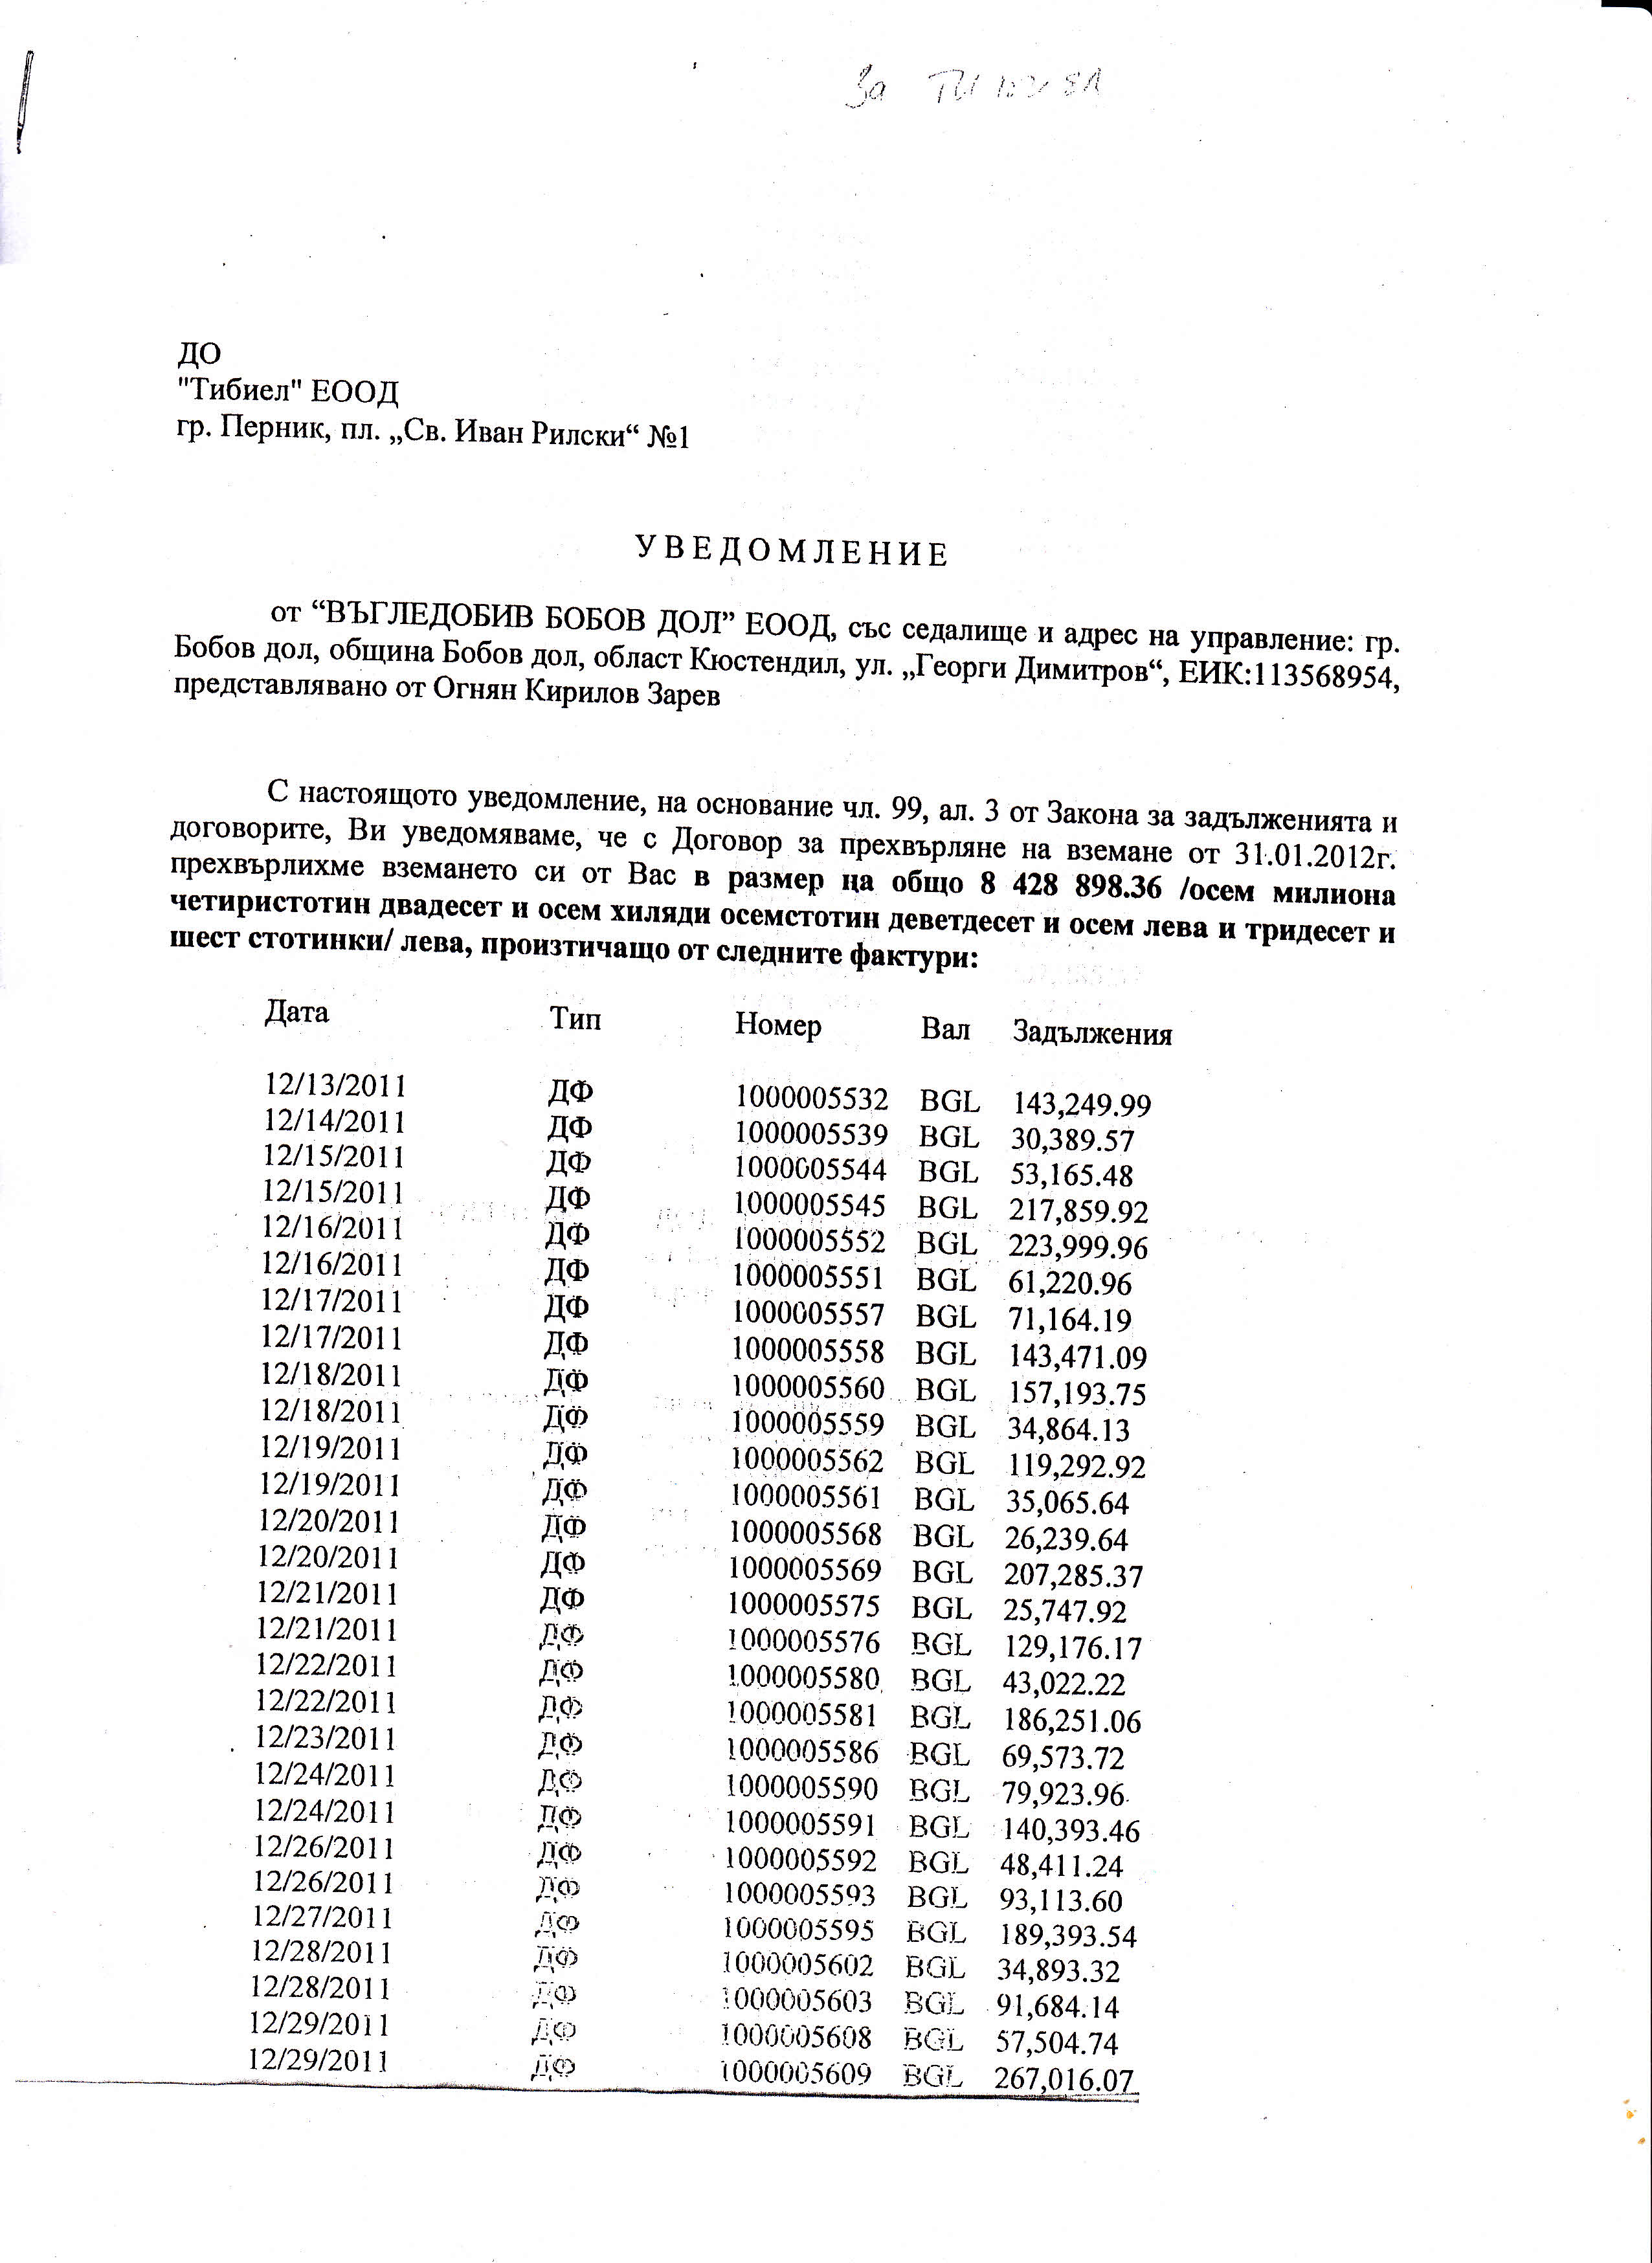 За
ДО
"Тибиел" ЕООД
гр. Перник, пл. „Св. Иван Рилски“ №1
УВЕДОМЛЕНИЕ
от “ВЪГЛЕДОБИВ БОБОВ ДОЛ” ЕООД, със седалище и адрес на управление: гр.
Бобов дол, община Бобов дол, област Кюстендил, ул. „Георги Димитров“, ЕИК:113568954,
представлявано от Огнян Кирилов Зарев
С настоящото уведомление, на основание чл. 99, ал. 3 от Закона за задълженията и
договорите, Ви уведомяваме, че с Договор за прехвърляне на вземане от 31.01.2012г.
прехвърлихме вземането си от Вас в размер на общо 8 428 898.36 /осем милиона
четиристотин двадесет и осем хиляди осемстотин деветдесет и осем лева и тридесет и
шест стотинки/ лева, произтичащо от следните фактури:
Дата Тип Номер Вал Задължения
12/13/2011 ДФ 1000005532 BGL 143,249.99
12/14/2011 ДФ 1000005539 BGL 30,389.57
12/15/2011 ДФ 1000005544 BGL 53,165.48
12/15/2011 ДФ 1000005545 BGL 217,859.92
12/16/2011 ДФ 1000005552 BGL 223,999.96
12/16/2011 ДФ 1000005551 BGL 61,220.96
12/17/2011 ДФ 1000005557 BGL 71,164.19
12/17/2011 ДФ 1000005558 BGL 143,471.09
12/18/2011 ДФ 1000005560 BGL 157,193.75
12/18/2011 ДФ 1000005559 BGL 34,864.13
12/19/2011 ДФ 1000005562 BGL 119,292.92
12/19/2011 ДФ 1000005561 BGL 35,065.64
12/20/2011 ДФ 1000005568 BGL 26,239.64
12/20/2011 ДФ 1000005569 BGL 207,285.37
12/21/2011 ДФ 1000005575 BGL 25,747.92
12/21/2011 ДФ 1000005576 BGL 129,176.17
12/22/2011 ДФ 1000005580 BGL 43,022.22
12/22/2011 ДФ 1000005581 BGL 186,251.06
12/23/2011 ДФ 1000005586 BGL 69,573.72
12/24/2011 ДФ 1000005590 BGL 79,923.96
12/24/2011 ДФ 1000005591 BGL 140,393.46
12/26/2011 ДФ 1000005592 BGL 48,411.24
12/26/2011 ДФ 1000005593 BGL 93,113.60
12/27/2011 ДФ 1000005595 BGL 189,393.54
12/28/2011 ДФ 1000005602 BGL 34,893.32
12/28/2011 ДФ 1000005603 BGL 91,684.14
12/29/2011 ДФ 1000005608 BGL 57,504.74
12/29/2011 ДФ 1000005609 BGL 267,016.07